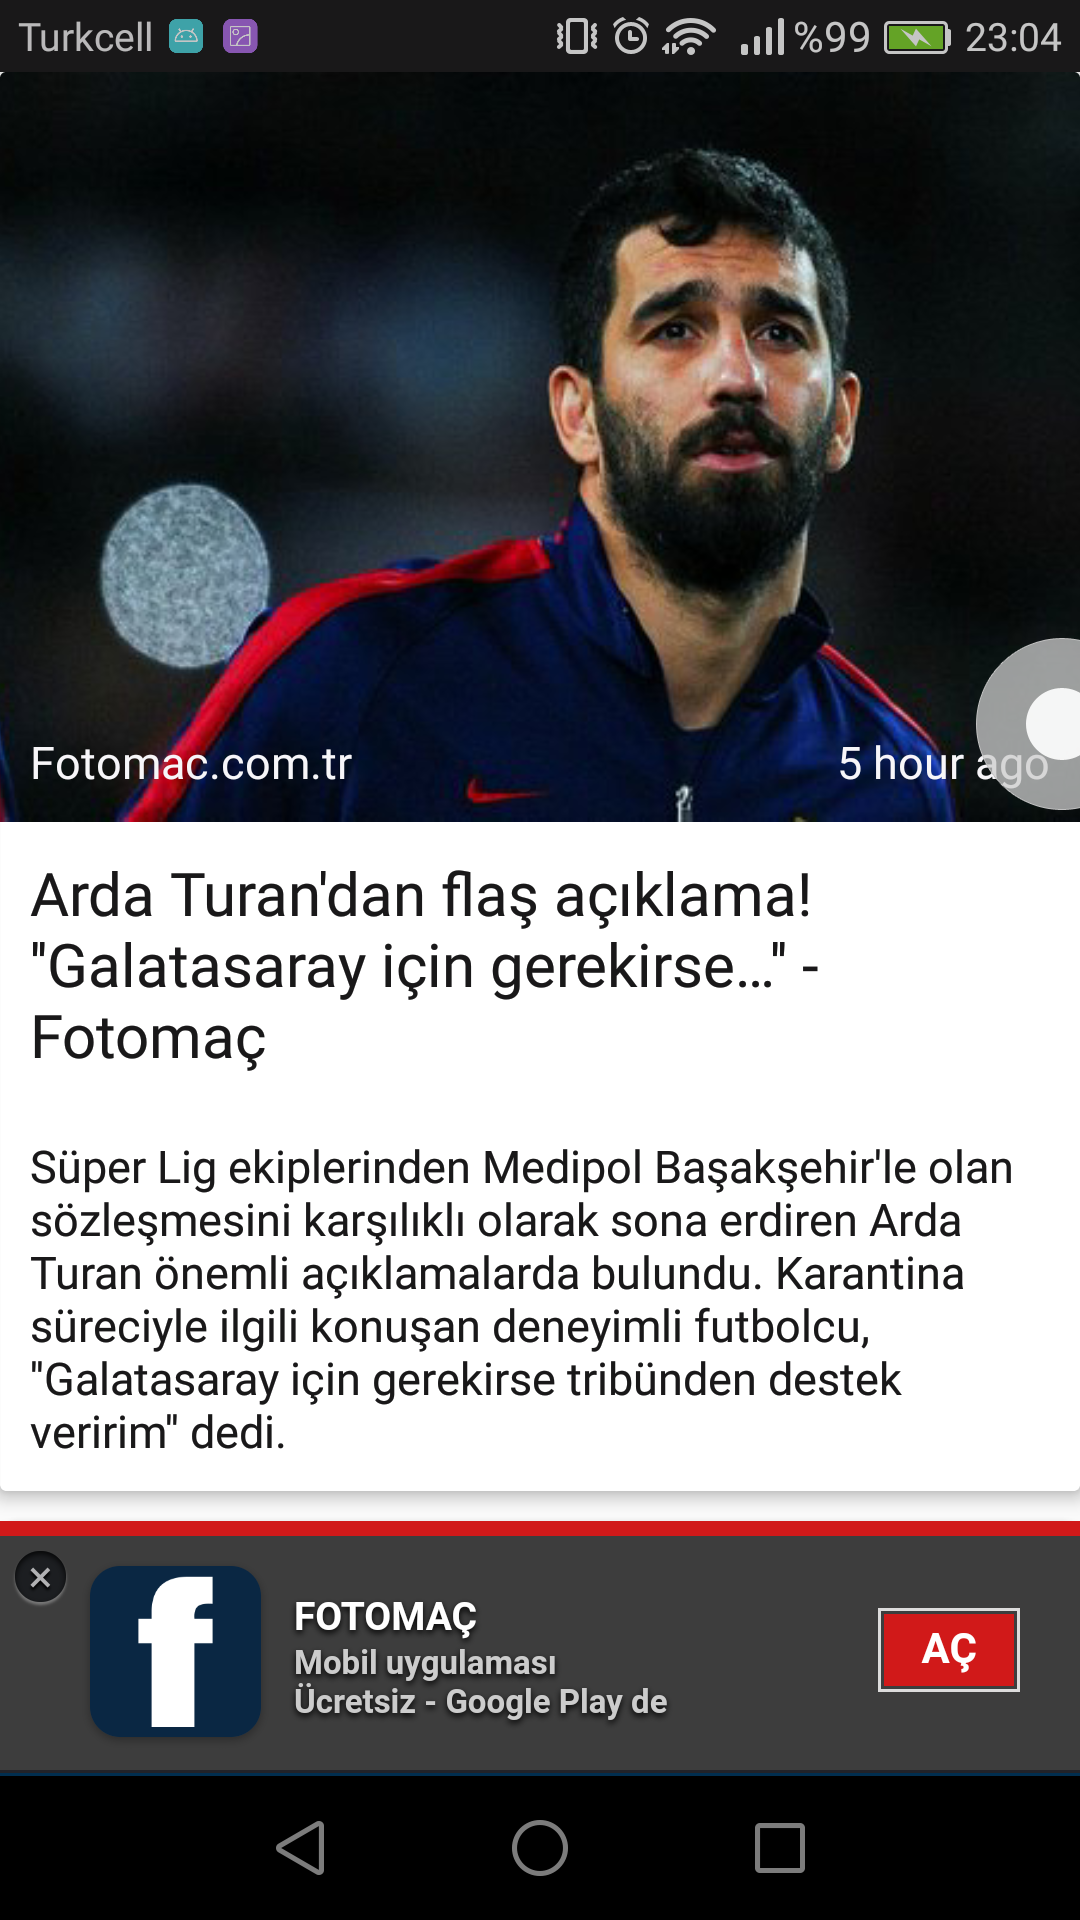 Turkcell %99 23:04
Fotomac.com.tr 5 hour ago
Arda Turan'dan flaş açıklama!
"Galatasaray için gerekirse..." -
Fotomaç
Süper Lig ekiplerinden Medipol Başakşehir'le olan
sözleşmesini karşılıklı olarak sona erdiren Arda
Turan önemli açıklamalarda bulundu. Karantina
süreciyle ilgili konuşan deneyimli futbolcu,
"Galatasaray için gerekirse tribünden destek
veririm" dedi.
f
FOTOMAÇ
Mobil uygulaması
Ücretsiz - Google Play de
AÇ